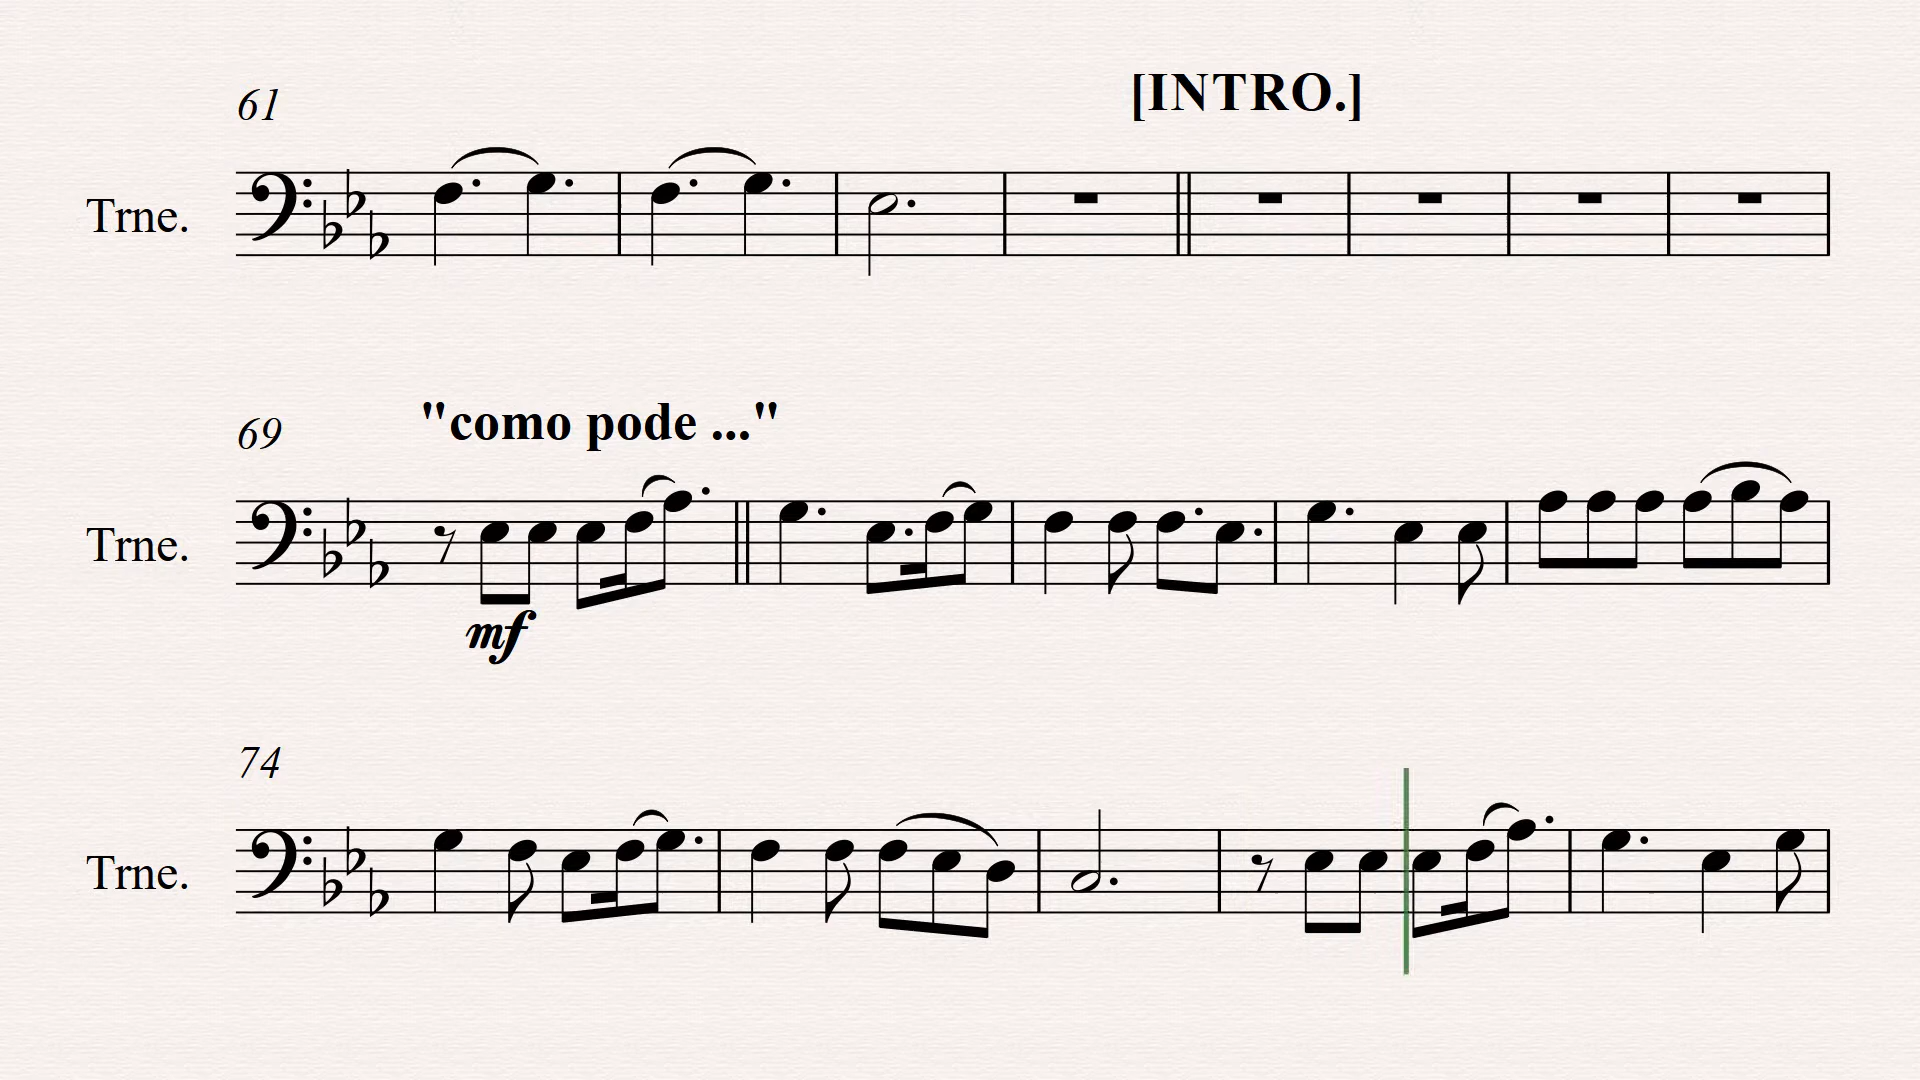 [INTRO.]
61
Trne.
"como pode ..."
69
Trne.
mf
74
Trne.